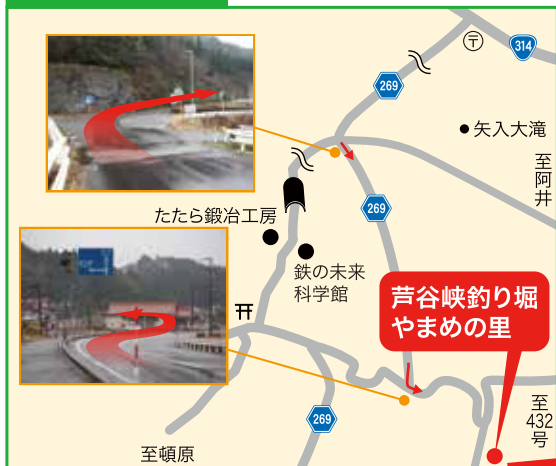 〒
314
269
矢入大滝
至阿井
269
たたら鍛冶工房
鉄の未来
科学館
芦谷峡釣り堀
やまめの里
269
至
432
号
至頓原